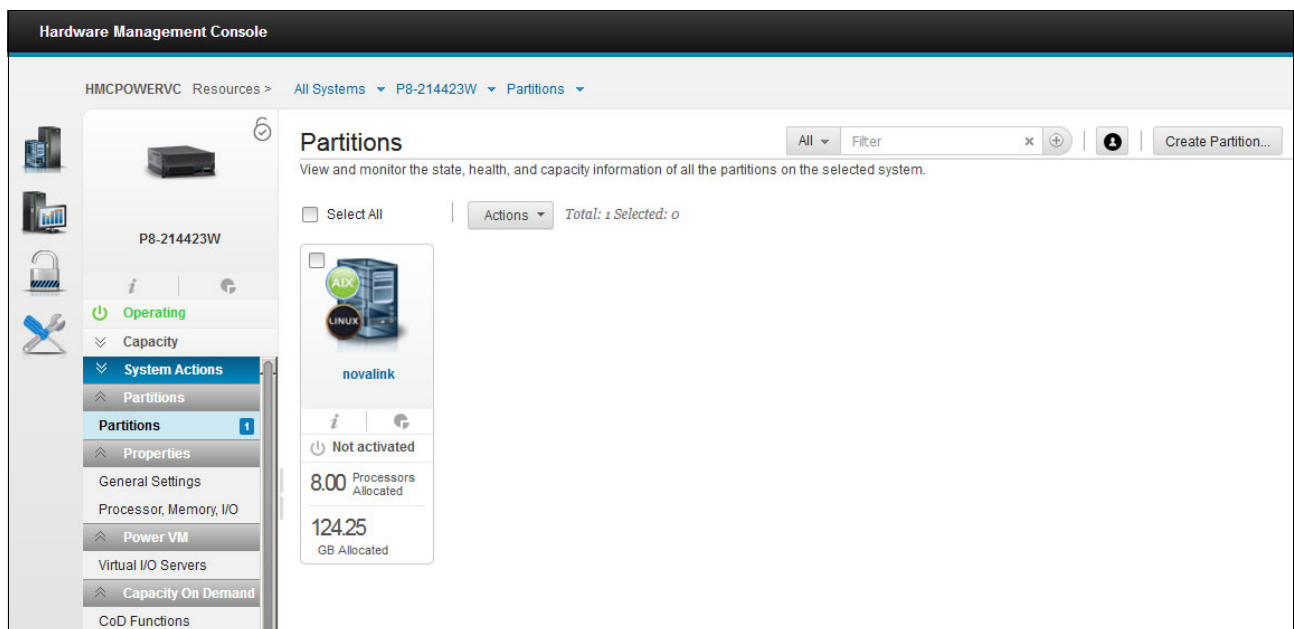 Hardware Management Console
HMCPOWERVC Resources > All Systems P8-214423W Partitions
Partitions
All Filter × Create Partition...
View and monitor the state, health, and capacity information of all the partitions on the selected system.
Select All Actions Total: 1 Selected: 0
P8-214423W
i
Operating
Capacity
System Actions
Partitions
Partitions 1
Properties
General Settings
Processor, Memory, I/O
Power VM
Virtual I/O Servers
Capacity On Demand
CoD Functions
AIX
LINUX
novalink
i
Not activated
8.00 Processors
Allocated
124.25
GB Allocated